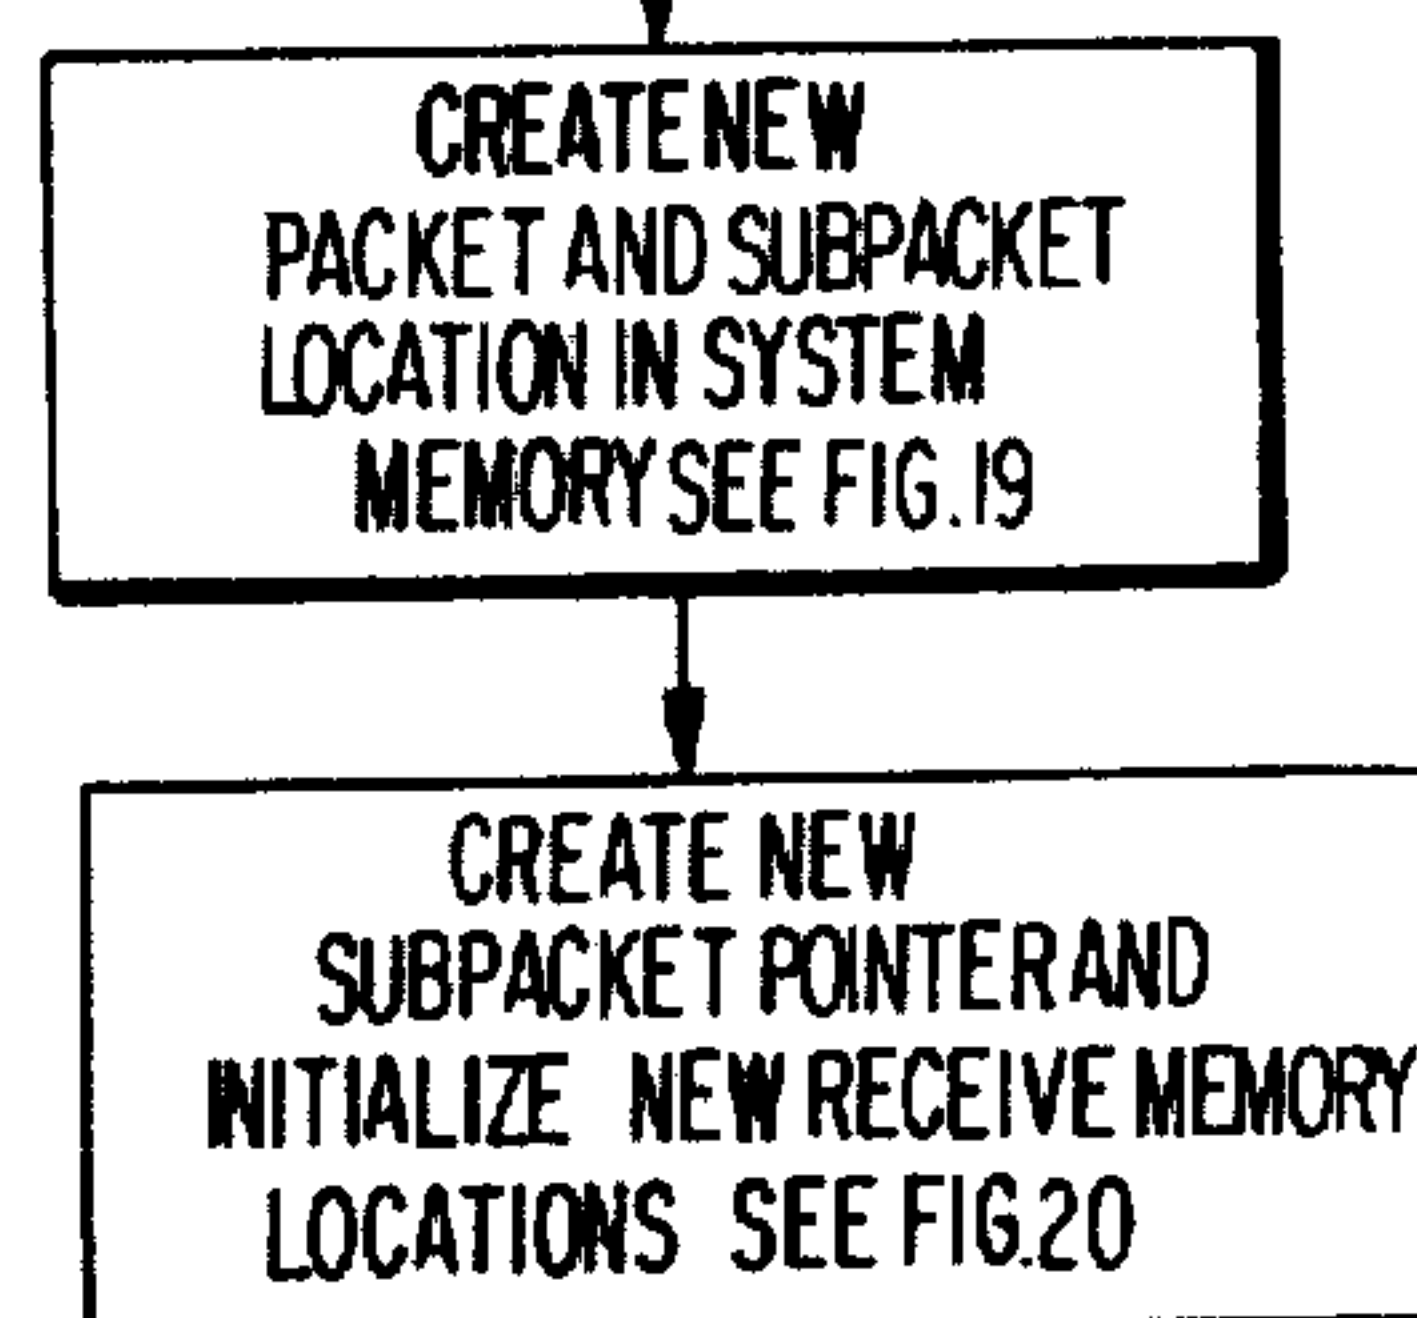 CREATE NEW
PACKET AND SUBPACKET
LOCATION IN SYSTEM
MEMORY SEE FIG. 19
CREATE NEW
SUBPACKET POINTER AND
INITIALIZE NEW RECEIVE MEMORY
LOCATIONS SEE FIG. 20